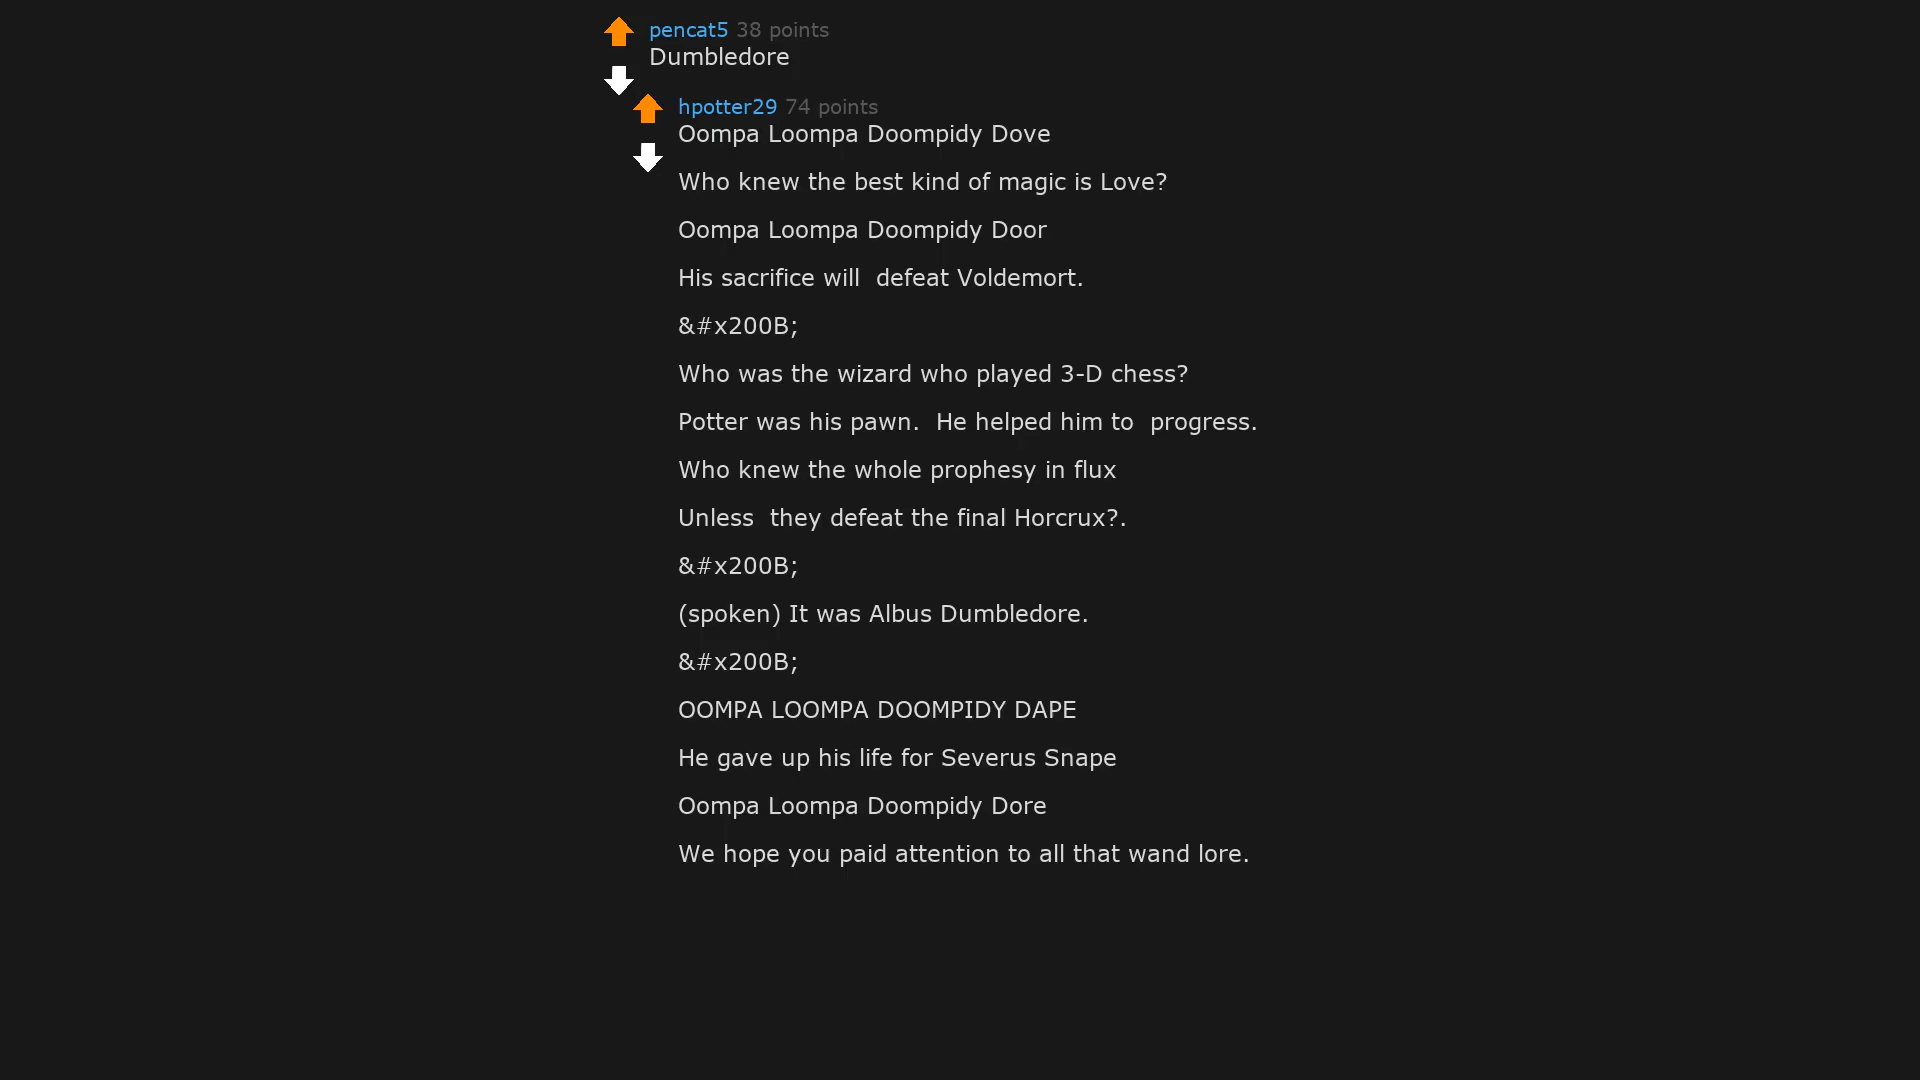 pencat5 38 points
Dumbledore
hpotter29 74 points
Oompa Loompa Doompidy Dove
Who knew the best kind of magic is Love?
Oompa Loompa Doompidy Door
His sacrifice will  defeat Voldemort.
&#x200B;
Who was the wizard who played 3-D chess?
Potter was his pawn.  He helped him to  progress.
Who knew the whole prophesy in flux
Unless  they defeat the final Horcrux?.
&#x200B;
(spoken) It was Albus Dumbledore.
&#x200B;
OOMPA LOOMPA DOOMPIDY DAPE
He gave up his life for Severus Snape
Oompa Loompa Doompidy Dore
We hope you paid attention to all that wand lore.